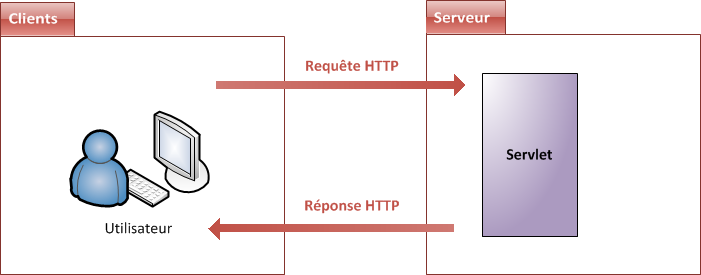 Clients
Serveur
Requête HTTP
Servlet
Réponse HTTP
Utilisateur